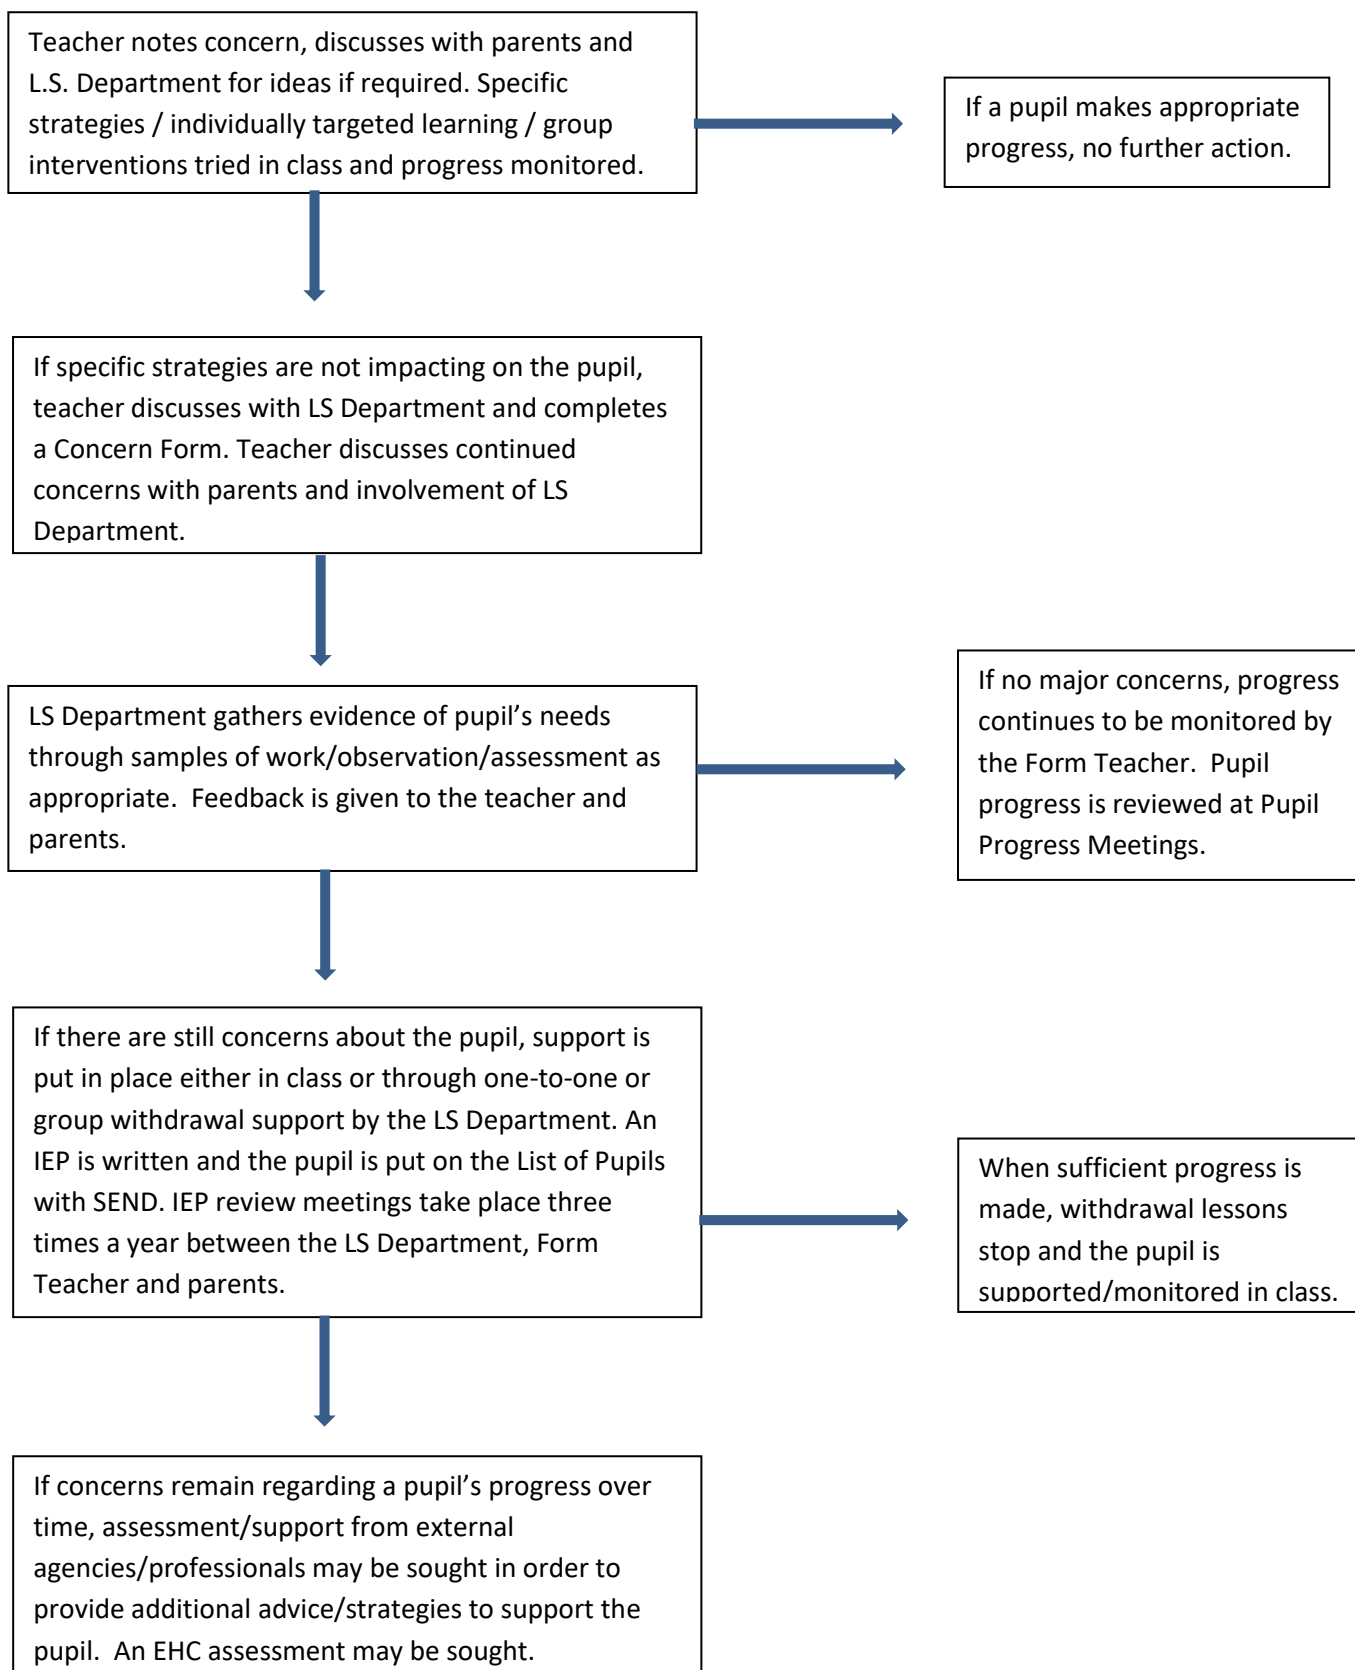 Teacher notes concern, discusses with parents and
L.S. Department for ideas if required. Specific
strategies / individually targeted learning / group
interventions tried in class and progress monitored.
If a pupil makes appropriate
progress, no further action.
If specific strategies are not impacting on the pupil,
teacher discusses with LS Department and completes
a Concern Form. Teacher discusses continued
concerns with parents and involvement of LS
Department.
LS Department gathers evidence of pupil’s needs
through samples of work/observation/assessment as
appropriate.  Feedback is given to the teacher and
parents.
If no major concerns, progress
continues to be monitored by
the Form Teacher.  Pupil
progress is reviewed at Pupil
Progress Meetings.
If there are still concerns about the pupil, support is
put in place either in class or through one-to-one or
group withdrawal support by the LS Department. An
IEP is written and the pupil is put on the List of Pupils
with SEND. IEP review meetings take place three
times a year between the LS Department, Form
Teacher and parents.
When sufficient progress is
made, withdrawal lessons
stop and the pupil is
supported/monitored in class.
If concerns remain regarding a pupil’s progress over
time, assessment/support from external
agencies/professionals may be sought in order to
provide additional advice/strategies to support the
pupil.  An EHC assessment may be sought.